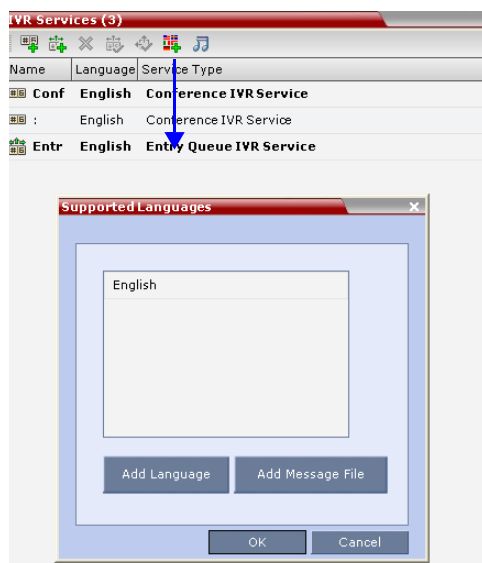 IVR Services (3)
Name Language Service Type
Conf English Conference IVR Service
: English Conference IVR Service
Entr English Entry Queue IVR Service
Supported Languages
English
Add Language Add Message File
OK Cancel